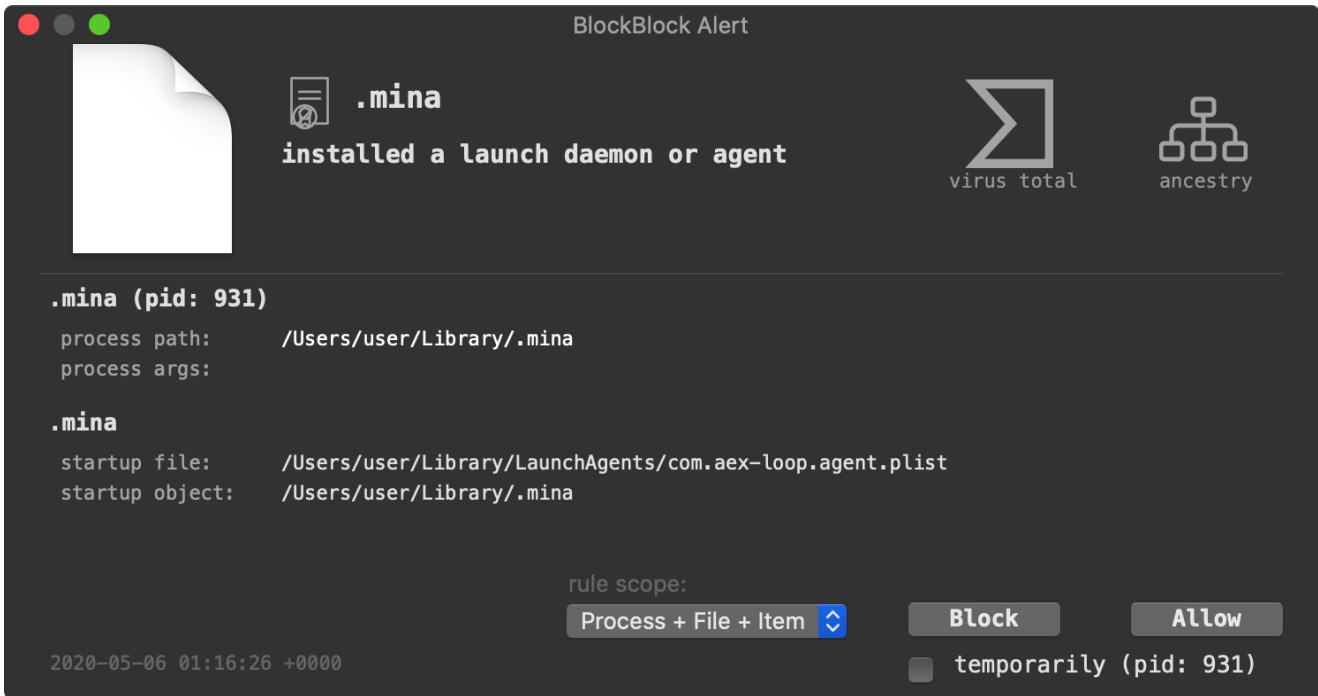 BlockBlock Alert
.mina
installed a launch daemon or agent
virus total
ancestry
.mina (pid: 931)
process path: /Users/user/Library/.mina
process args:
.mina
startup file: /Users/user/Library/LaunchAgents/com.aex-loop.agent.plist
startup object: /Users/user/Library/.mina
rule scope:
Process + File + Item
Block
Allow
2020-05-06 01:16:26 +0000
temporarily (pid: 931)